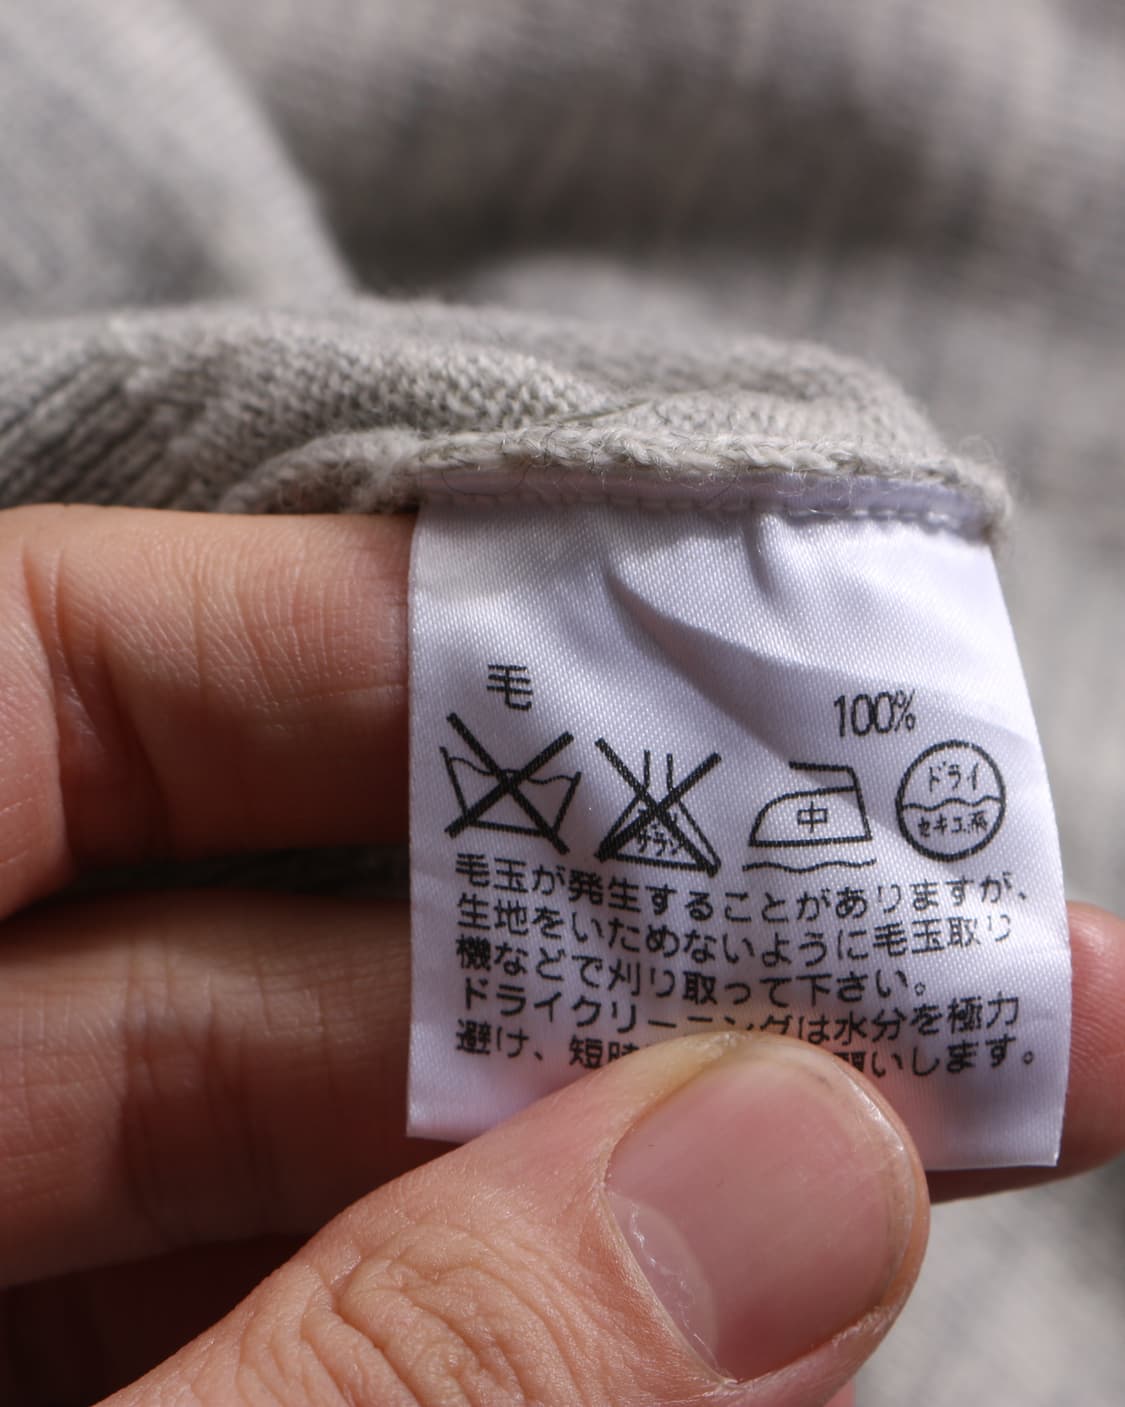 毛 100%
中 ドライ
セキユ系
毛玉が発生することがありますが、
生地をいためないように毛玉取り
機などで刈り取って下さい。
ドライクリーニングは水分を極力
避け、短時 願いします。